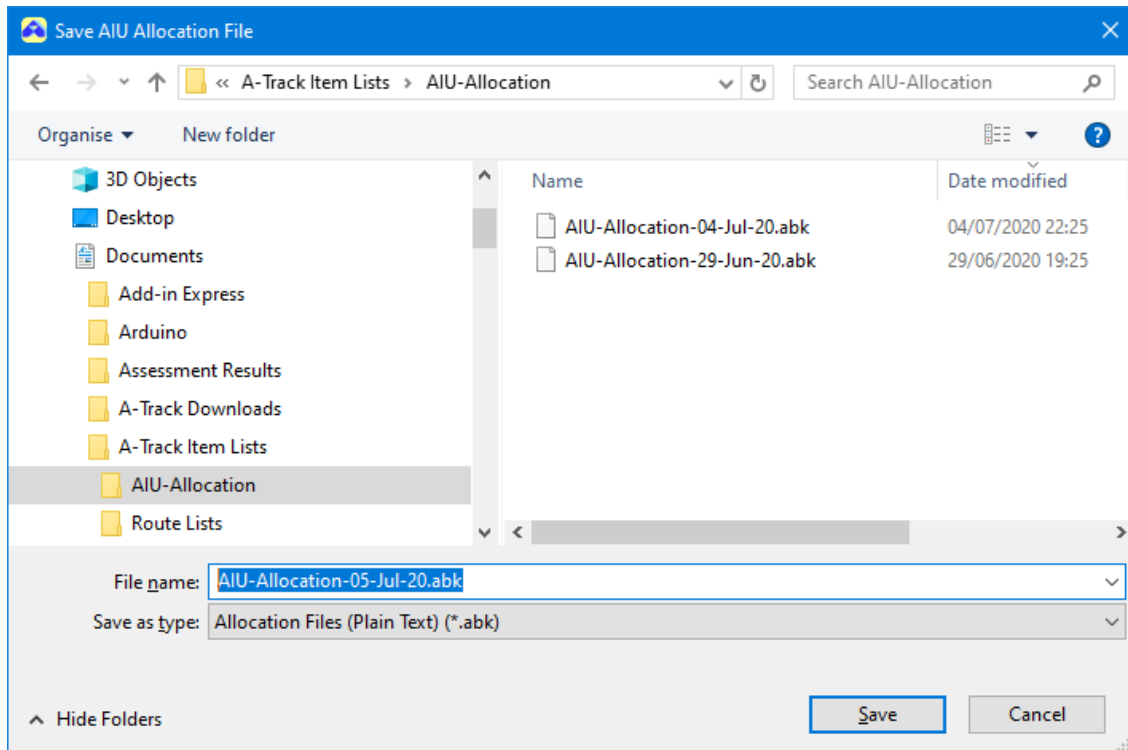 Save AIU Allocation File
« A-Track Item Lists > AIU-Allocation
Search AIU-Allocation
Organise
New folder
?
3D Objects
Desktop
Documents
Add-in Express
Arduino
Assessment Results
A-Track Downloads
A-Track Item Lists
AIU-Allocation
Route Lists
Name Date modified
AIU-Allocation-04-Jul-20.abk 04/07/2020 22:25
AIU-Allocation-29-Jun-20.abk 29/06/2020 19:25
File name: AIU-Allocation-05-Jul-20.abk
Save as type: Allocation Files (Plain Text) (*.abk)
Hide Folders
Save
Cancel